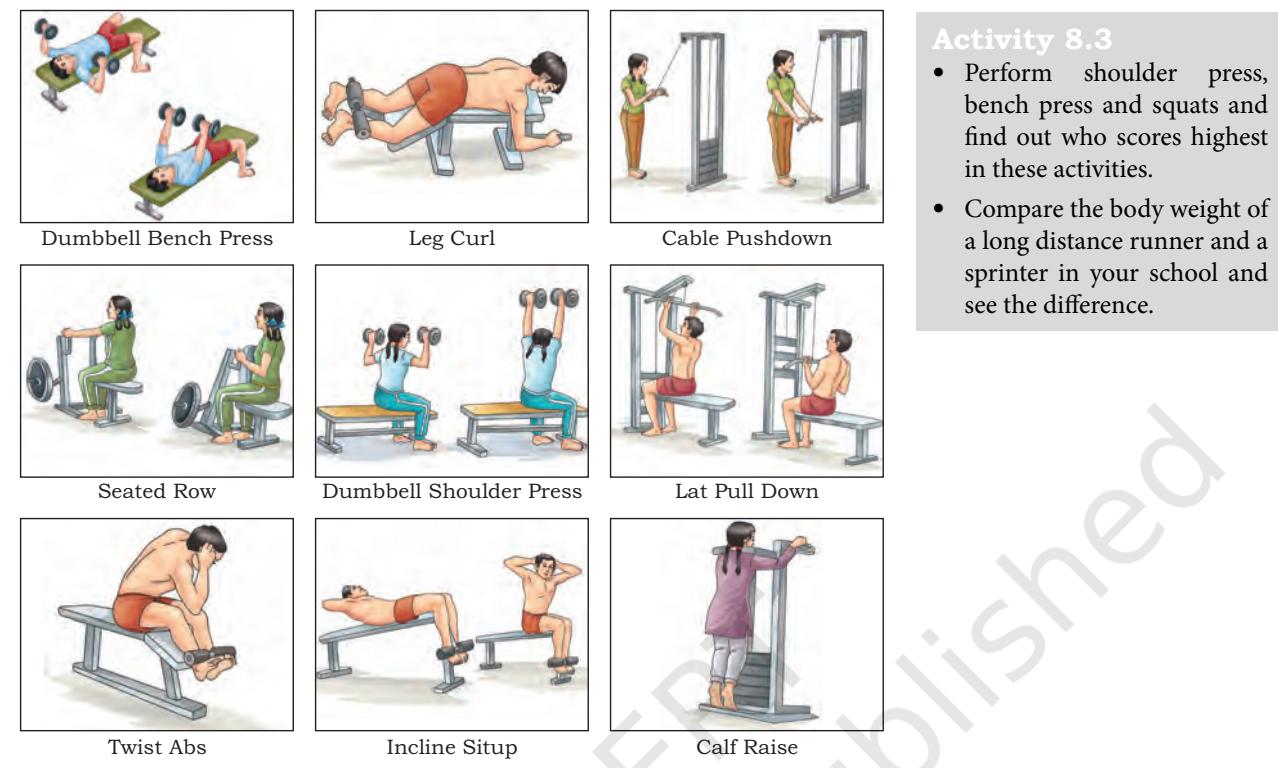 Dumbbell Bench Press
Leg Curl
Cable Pushdown
Seated Row
Dumbbell Shoulder Press
Lat Pull Down
Twist Abs
Incline Situp
Calf Raise
Activity 8.3
• Perform shoulder press,
bench press and squats and
find out who scores highest
in these activities.
• Compare the body weight of
a long distance runner and a
sprinter in your school and
see the difference.